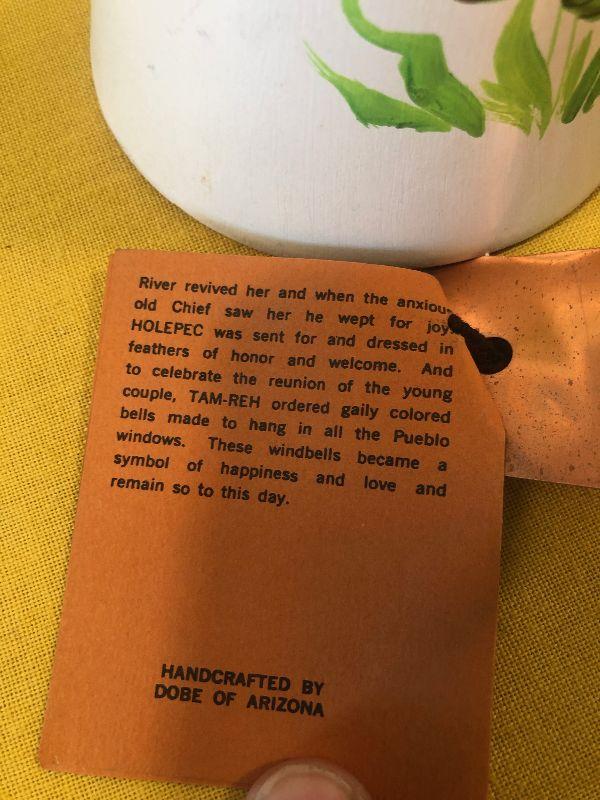 River revived her and when the anxiou
old Chief saw her he wept for joy.
HOLEPEC was sent for and dressed in
feathers of honor and welcome. And
to celebrate the reunion of the young
couple, TAM-REH ordered gaily colored
bells made to hang in all the Pueblo
windows. These windbells became a
symbol of happiness and love and
remain so to this day.
HANDCRAFTED BY
DOBE OF ARIZONA